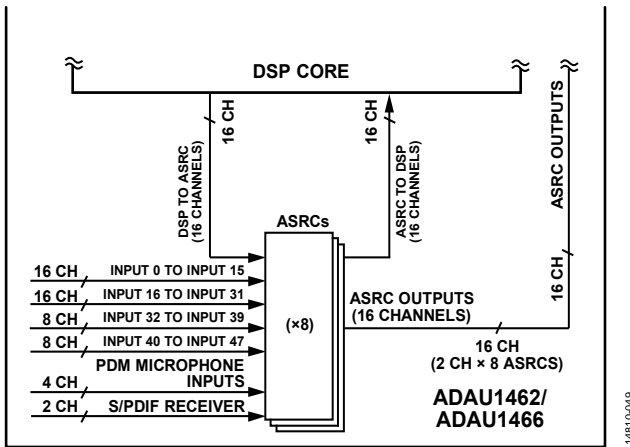 DSP CORE
16 CH
16 CH
DSP TO ASRC
(16 CHANNELS)
ASRC TO DSP
(16 CHANNELS)
ASRC OUTPUTS
ASRCs
16 CH
INPUT 0 TO INPUT 15
16 CH
INPUT 16 TO INPUT 31
8 CH
INPUT 32 TO INPUT 39
8 CH
INPUT 40 TO INPUT 47
PDM MICROPHONE
INPUTS
4 CH
2 CH
S/PDIF RECEIVER
(×8)
ASRC OUTPUTS
(16 CHANNELS)
16 CH
16 CH
(2 CH × 8 ASRCS)
ADAU1462/
ADAU1466
14810-049